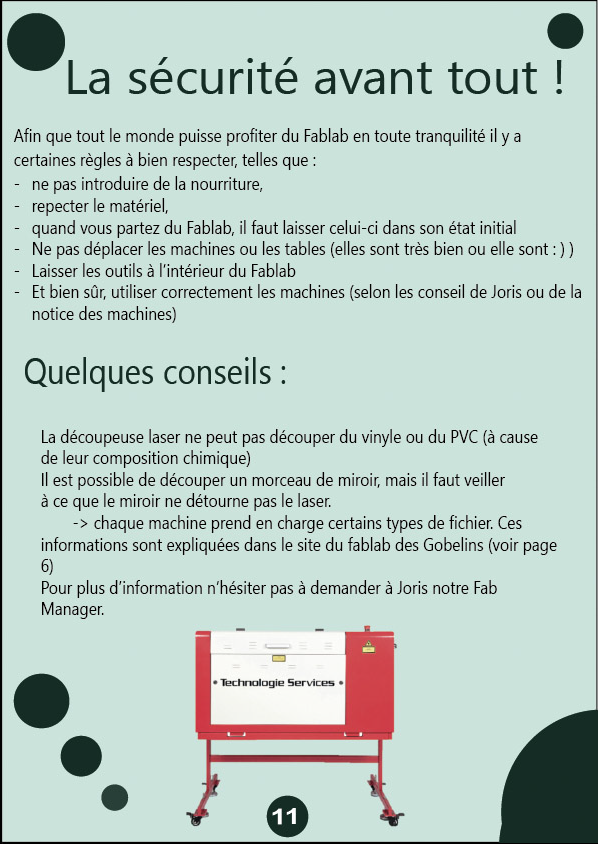 La sécurité avant tout !
Afin que tout le monde puisse profiter du Fablab en toute tranquilité il y a
certaines règles à bien respecter, telles que :
- ne pas introduire de la nourriture,
- repecter le matériel,
- quand vous partez du Fablab, il faut laisser celui-ci dans son état initial
- Ne pas déplacer les machines ou les tables (elles sont très bien ou elle sont : ) )
- Laisser les outils à l'intérieur du Fablab
- Et bien sûr, utiliser correctement les machines (selon les conseil de Joris ou de la
notice des machines)
Quelques conseils :
La découpeuse laser ne peut pas découper du vinyle ou du PVC (à cause
de leur composition chimique)
Il est possible de découper un morceau de miroir, mais il faut veiller
à ce que le miroir ne détourne pas le laser.
-> chaque machine prend en charge certains types de fichier. Ces
informations sont expliquées dans le site du fablab des Gobelins (voir page
6)
Pour plus d'information n'hésiter pas à demander à Joris notre Fab
Manager.
Technologie Services
11